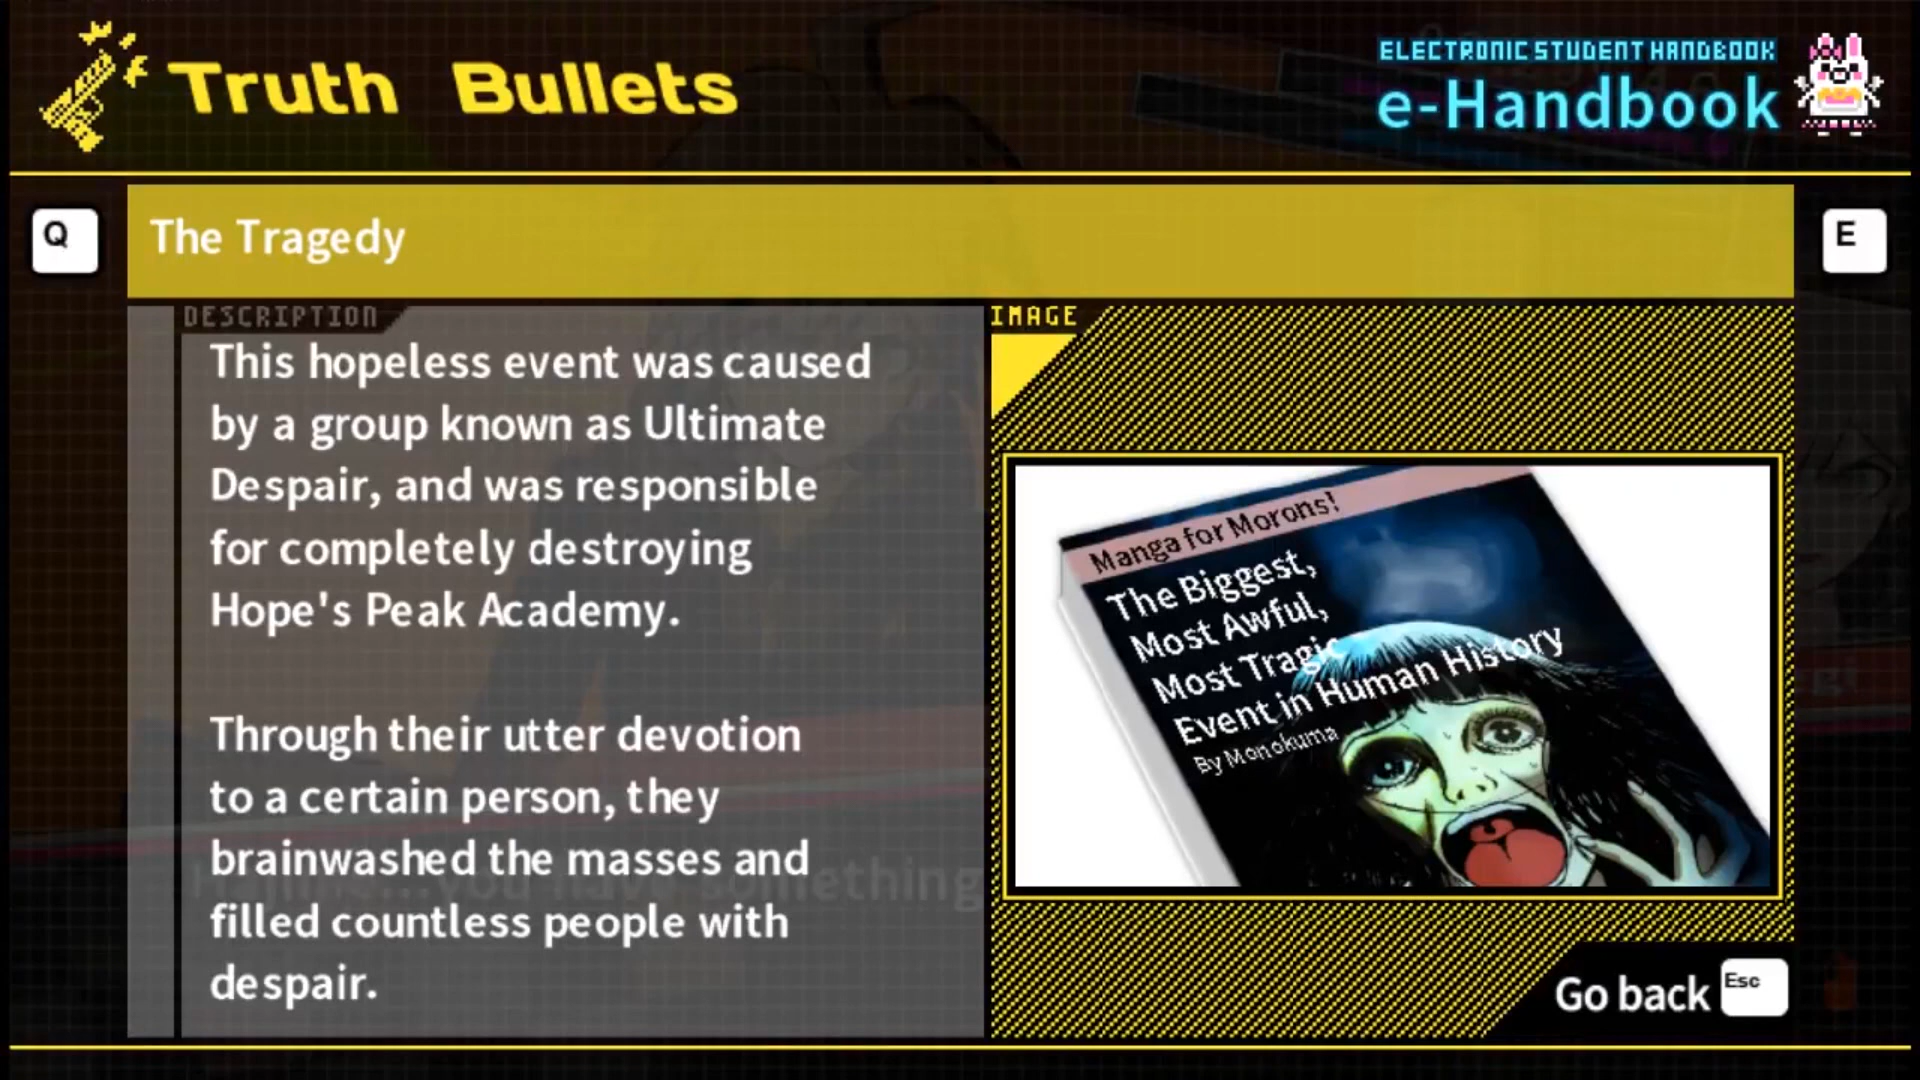 Truth Bullets
ELECTRONIC STUDENT HANDBOOK
e-Handbook
Q
The Tragedy
E
DESCRIPTION
This hopeless event was caused
by a group known as Ultimate
Despair, and was responsible
for completely destroying
Hope's Peak Academy.
Through their utter devotion
to a certain person, they
brainwashed the masses and
filled countless people with
despair.
IMAGE
Manga for Morons!
The Biggest,
Most Awful,
Most Tragic
Event in Human History
By Monokuma
you have something
Go back Esc